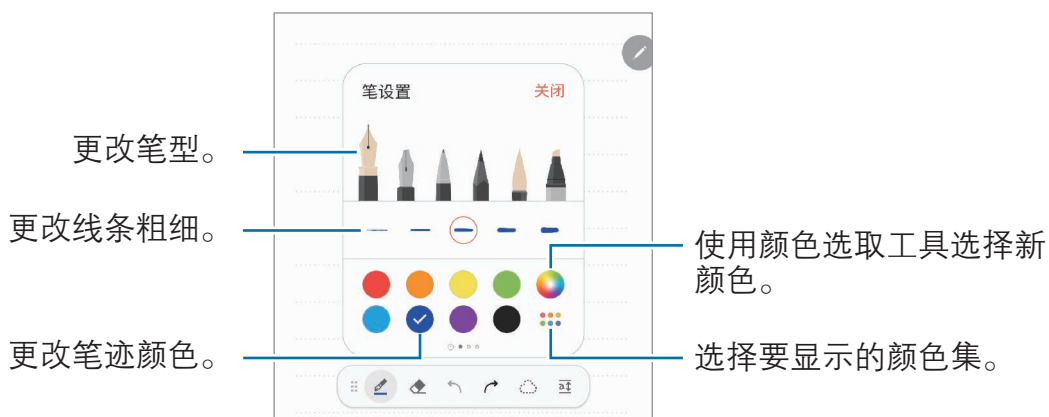 笔设置
关闭
更改笔型。
更改线条粗细。
使用颜色选取工具选择新
颜色。
更改笔迹颜色。
选择要显示的颜色集。